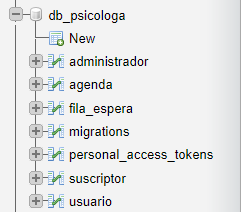 db_psicologa
New
administrador
agenda
fila_espera
migrations
personal_access_tokens
suscriptor
usuario